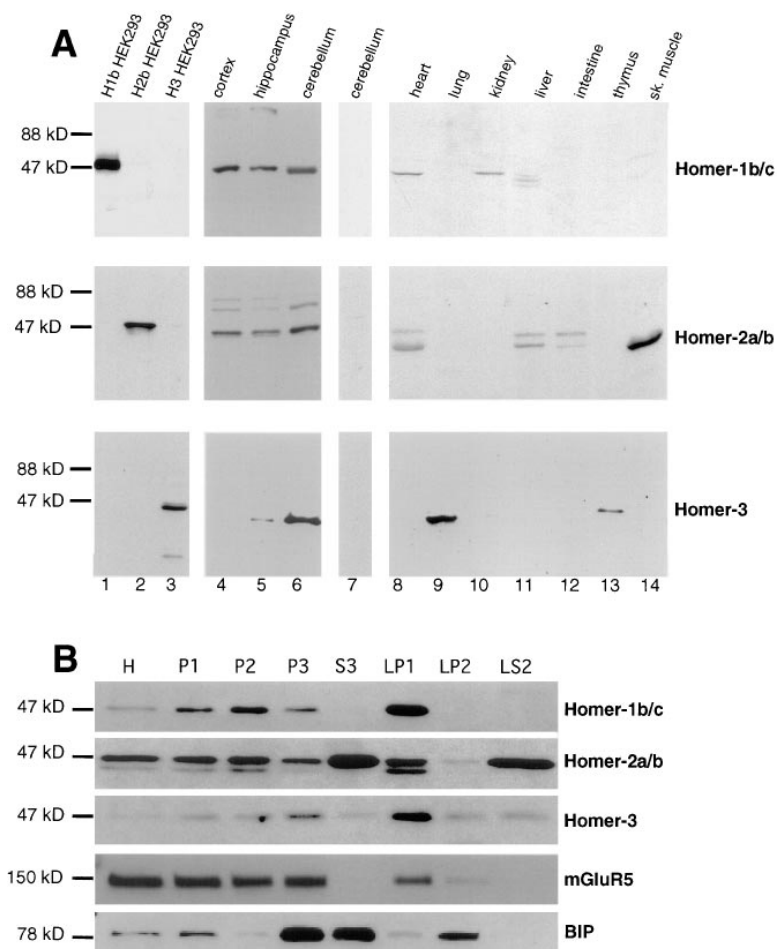 A
H1b HEK293
H2b HEK293
H3 HEK293
cortex
hippocampus
cerebellum
cerebellum
heart
lung
kidney
liver
intestine
thymus
sk. muscle
88 kD
47 kD
Homer-1b/c
88 kD
47 kD
Homer-2a/b
88 kD
47 kD
Homer-3
1 2 3 4 5 6 7 8 9 10 11 12 13 14
B
H P1 P2 P3 S3 LP1 LP2 LS2
47 kD Homer-1b/c
47 kD Homer-2a/b
47 kD Homer-3
150 kD mGluR5
78 kD BIP